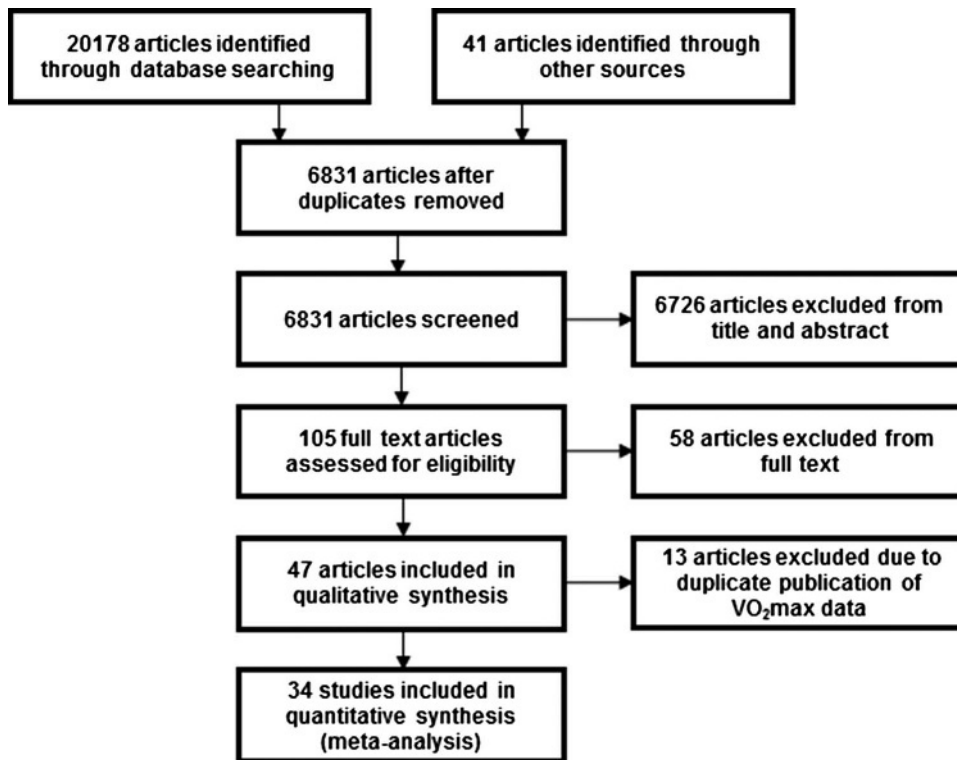 20178 articles identified
through database searching
41 articles identified through
other sources
6831 articles after
duplicates removed
6831 articles screened
6726 articles excluded from
title and abstract
105 full text articles
assessed for eligibility
58 articles excluded from
full text
47 articles included in
qualitative synthesis
13 articles excluded due to
duplicate publication of
VO₂max data
34 studies included in
quantitative synthesis
(meta-analysis)